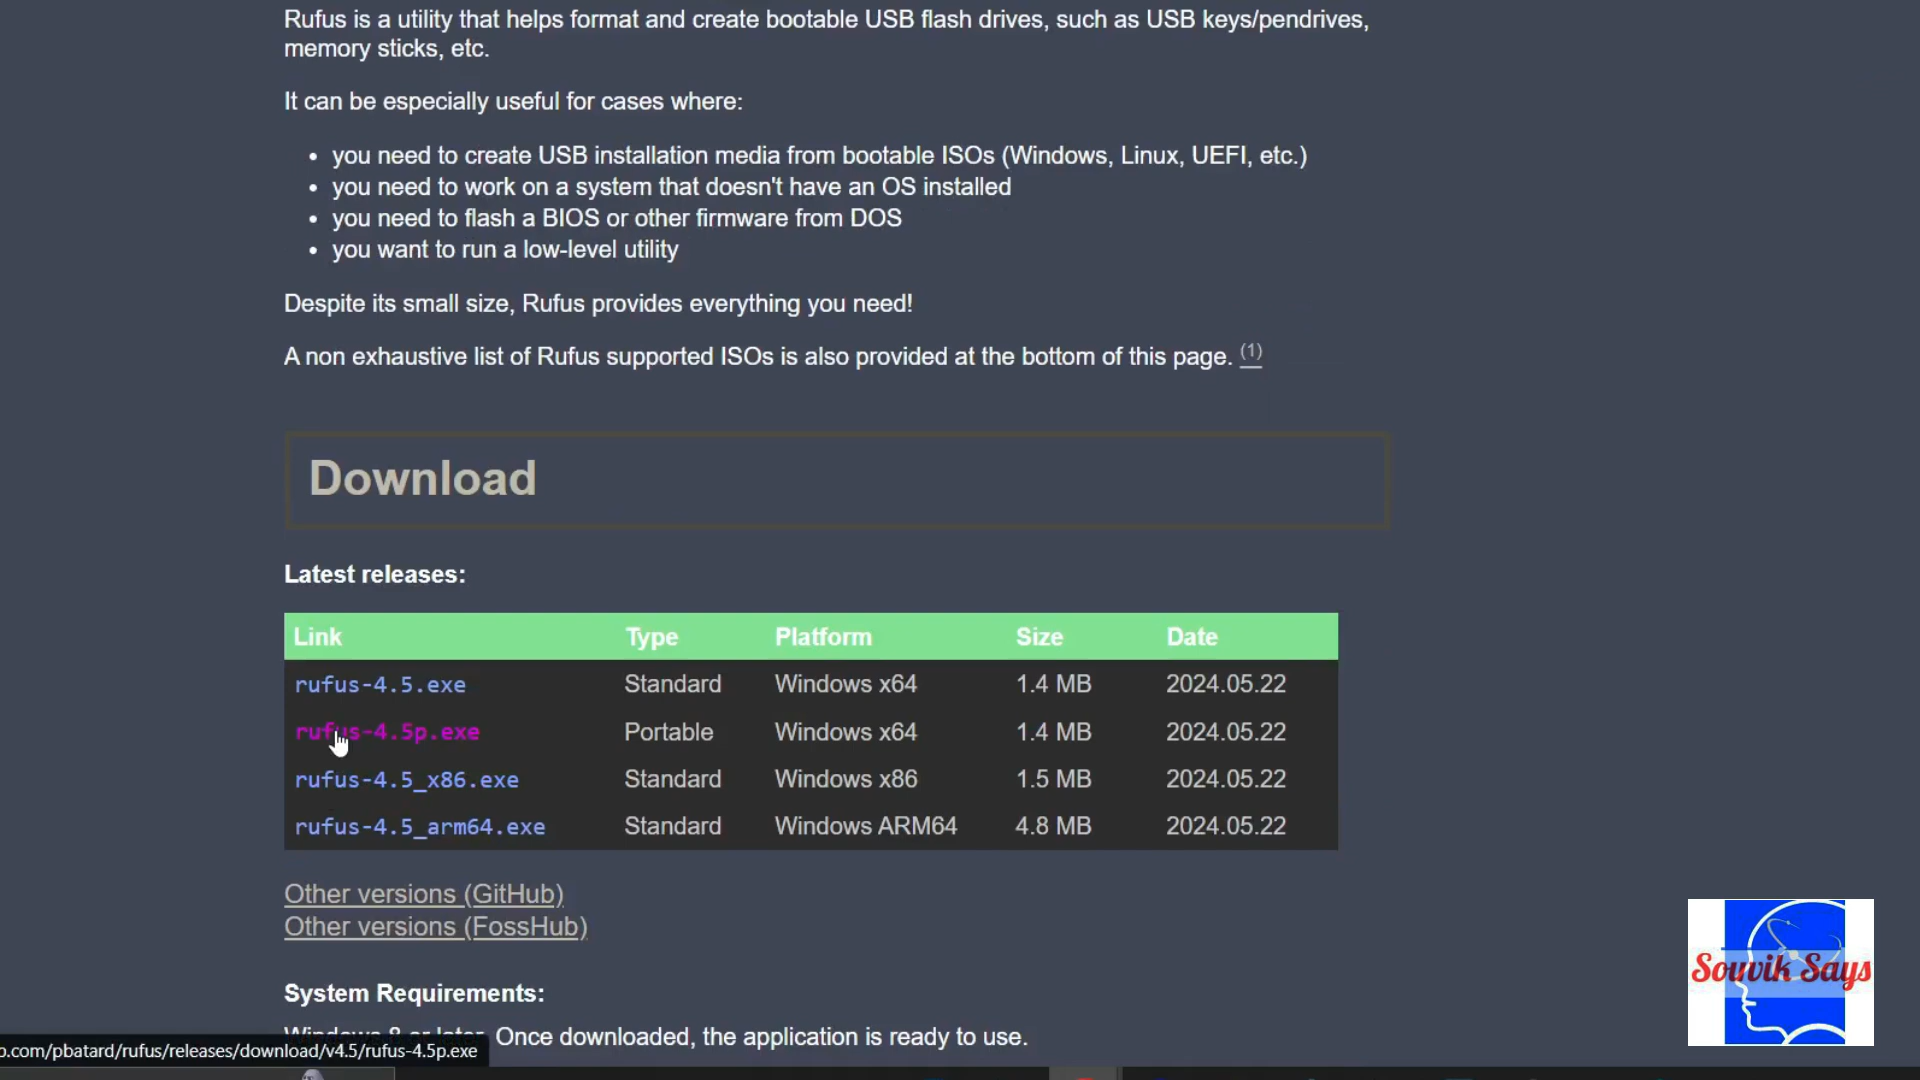 Rufus is a utility that helps format and create bootable USB flash drives, such as USB keys/pendrives,
memory sticks, etc.
It can be especially useful for cases where:
• you need to create USB installation media from bootable ISOs (Windows, Linux, UEFI, etc.)
• you need to work on a system that doesn't have an OS installed
• you need to flash a BIOS or other firmware from DOS
• you want to run a low-level utility
Despite its small size, Rufus provides everything you need!
A non exhaustive list of Rufus supported ISOs is also provided at the bottom of this page. (1)
Download
Latest releases:
Link Type Platform Size Date
rufus-4.5.exe Standard Windows x64 1.4 MB 2024.05.22
rufus-4.5p.exe Portable Windows x64 1.4 MB 2024.05.22
rufus-4.5_x86.exe Standard Windows x86 1.5 MB 2024.05.22
rufus-4.5_arm64.exe Standard Windows ARM64 4.8 MB 2024.05.22
Other versions (GitHub)
Other versions (FossHub)
Souvik Says
System Requirements:
Windows 8 or later. Once downloaded, the application is ready to use.
b.com/pbatard/rufus/releases/download/v4.5/rufus-4.5p.exe